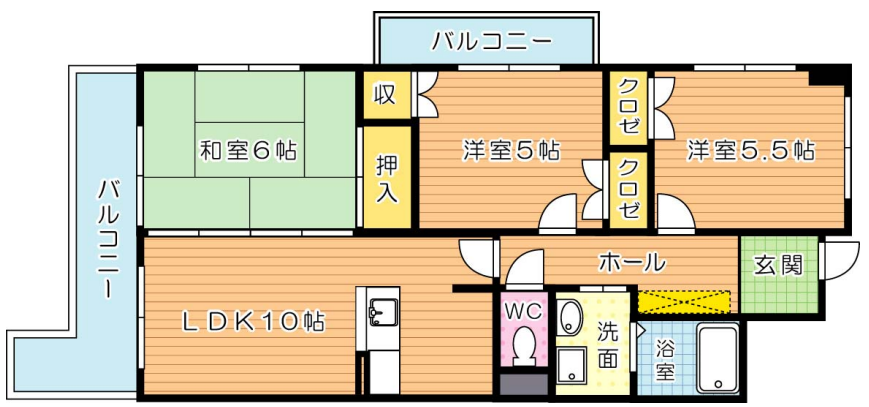 バルコニー
和室6帖
収
押入
洋室5帖
クロゼ
クロゼ
洋室5.5帖
バルコニー
ホール
玄関
LDK10帖
WC
洗面
浴室